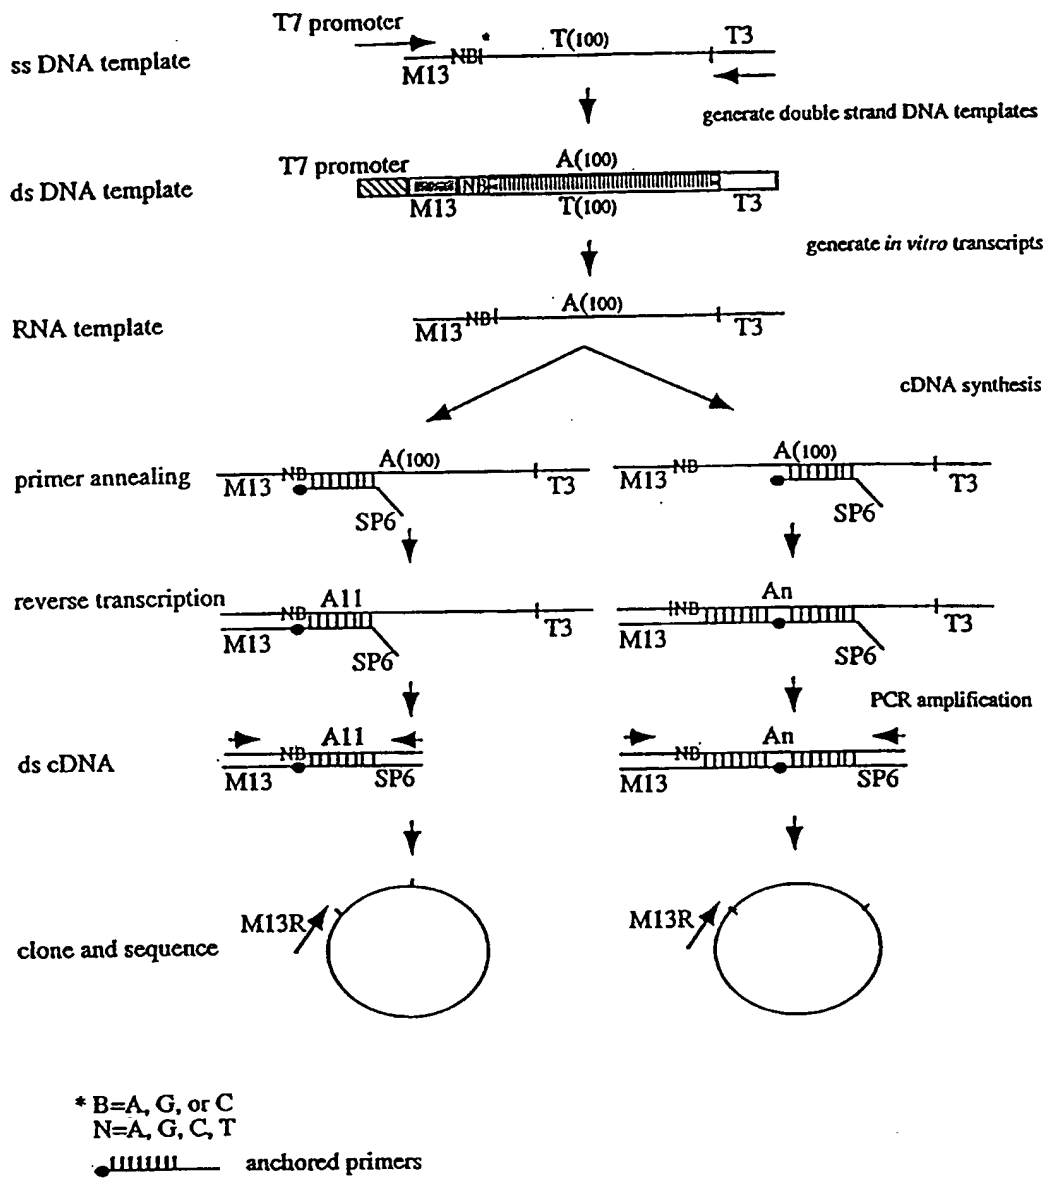 T7 promoter
ss DNA template
NB * T(100) T3
M13
generate double strand DNA templates
T7 promoter A(100)
ds DNA template
NB
M13 T(100) T3
generate in vitro transcripts
RNA template
A(100)
M13 NB T3
cDNA synthesis
primer annealing
NB A(100)
M13 T3
SP6
NB A(100)
M13 T3
SP6
reverse transcription
NB A11
M13 T3
SP6
NB An
M13 T3
SP6
PCR amplification
ds cDNA
NB A11
M13 SP6
NB An
M13 SP6
clone and sequence
M13R
M13R
* B=A, G, or C
N=A, G, C, T
anchored primers